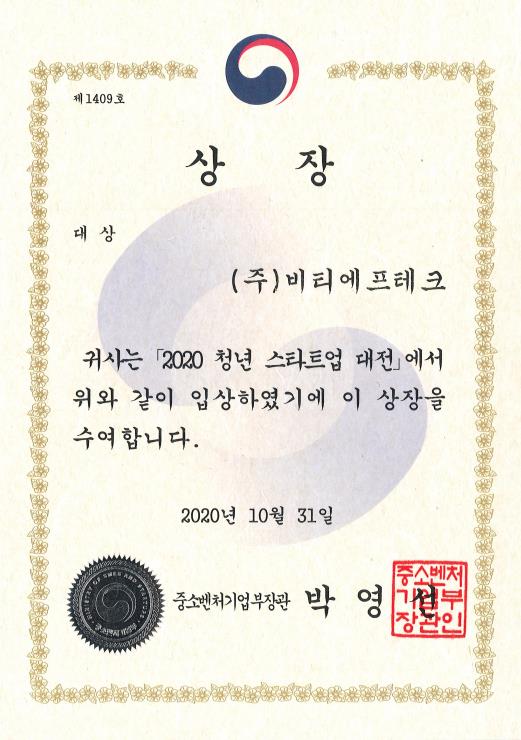 제1409호
상 장
대 상
(주)비티에프테크
귀사는 「2020 청년 스타트업 대전」에서
위와 같이 입상하였기에 이 상장을
수여합니다.
2020년 10월 31일
중소벤처기업부장관 박 영 선
중소벤처
기업부
장관인